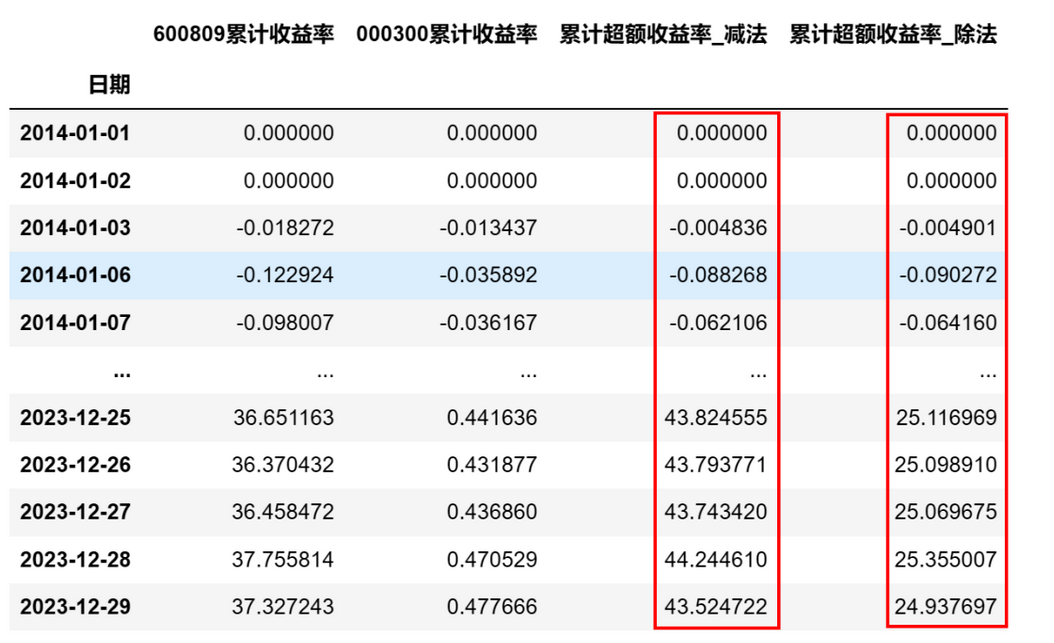 600809累计收益率 000300累计收益率 累计超额收益率_减法 累计超额收益率_除法
日期
2014-01-01 0.000000 0.000000 0.000000 0.000000
2014-01-02 0.000000 0.000000 0.000000 0.000000
2014-01-03 -0.018272 -0.013437 -0.004836 -0.004901
2014-01-06 -0.122924 -0.035892 -0.088268 -0.090272
2014-01-07 -0.098007 -0.036167 -0.062106 -0.064160
... ... ... ... ...
2023-12-25 36.651163 0.441636 43.824555 25.116969
2023-12-26 36.370432 0.431877 43.793771 25.098910
2023-12-27 36.458472 0.436860 43.743420 25.069675
2023-12-28 37.755814 0.470529 44.244610 25.355007
2023-12-29 37.327243 0.477666 43.524722 24.937697